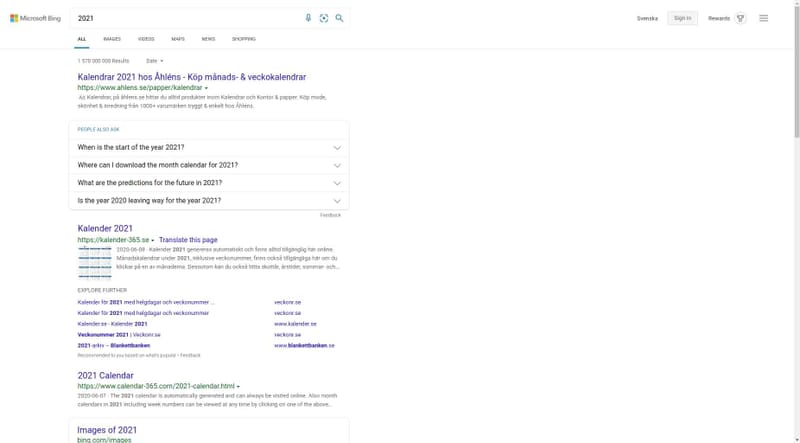 Microsoft Bing
2021
Svenska
Sign in
Rewards
ALL IMAGES VIDEOS MAPS NEWS SHOPPING
1 570 000 000 Results Date
Kalendrar 2021 hos Åhléns - Köp månads- & veckokalendrar
https://www.ahlens.se/papper/kalendrar
Ad Kalendrar, på åhlens.se hittar du alltid produkter inom Kalendrar och Kontor & papper. Köp mode,
skönhet & inredning från 1000+ varumärken tryggt & enkelt hos Åhléns.
PEOPLE ALSO ASK
When is the start of the year 2021?
Where can I download the month calendar for 2021?
What are the predictions for the future in 2021?
Is the year 2020 leaving way for the year 2021?
Feedback
Kalender 2021
https://kalender-365.se Translate this page
2020-06-08 · Kalender 2021 genereras automatiskt och finns alltid tillgänglig här online.
Månadskalendrar under 2021, inklusive veckonummer, finns också tillgängliga här om du
klickar på en av månaderna. Dessutom kan du också hitta skottår, årstider, sommar- och...
EXPLORE FURTHER
Kalender för 2021 med helgdagar och veckonummer ... veckonr.se
Kalender för 2021 med helgdagar och veckonummer veckonr.se
Kalender.se - Kalender 2021 www.kalender.se
Veckonummer 2021 | Veckonr.se veckonr.se
2021-arkiv – Blankettbanken www.blankettbanken.se
Recommended to you based on what's popular • Feedback
2021 Calendar
https://www.calendar-365.com/2021-calendar.html
2020-06-07 · The 2021 calendar is automatically generated and can always be visited online. Also month
calendars in 2021 including week numbers can be viewed at any time by clicking on one of the above...
Images of 2021
bing.com/images